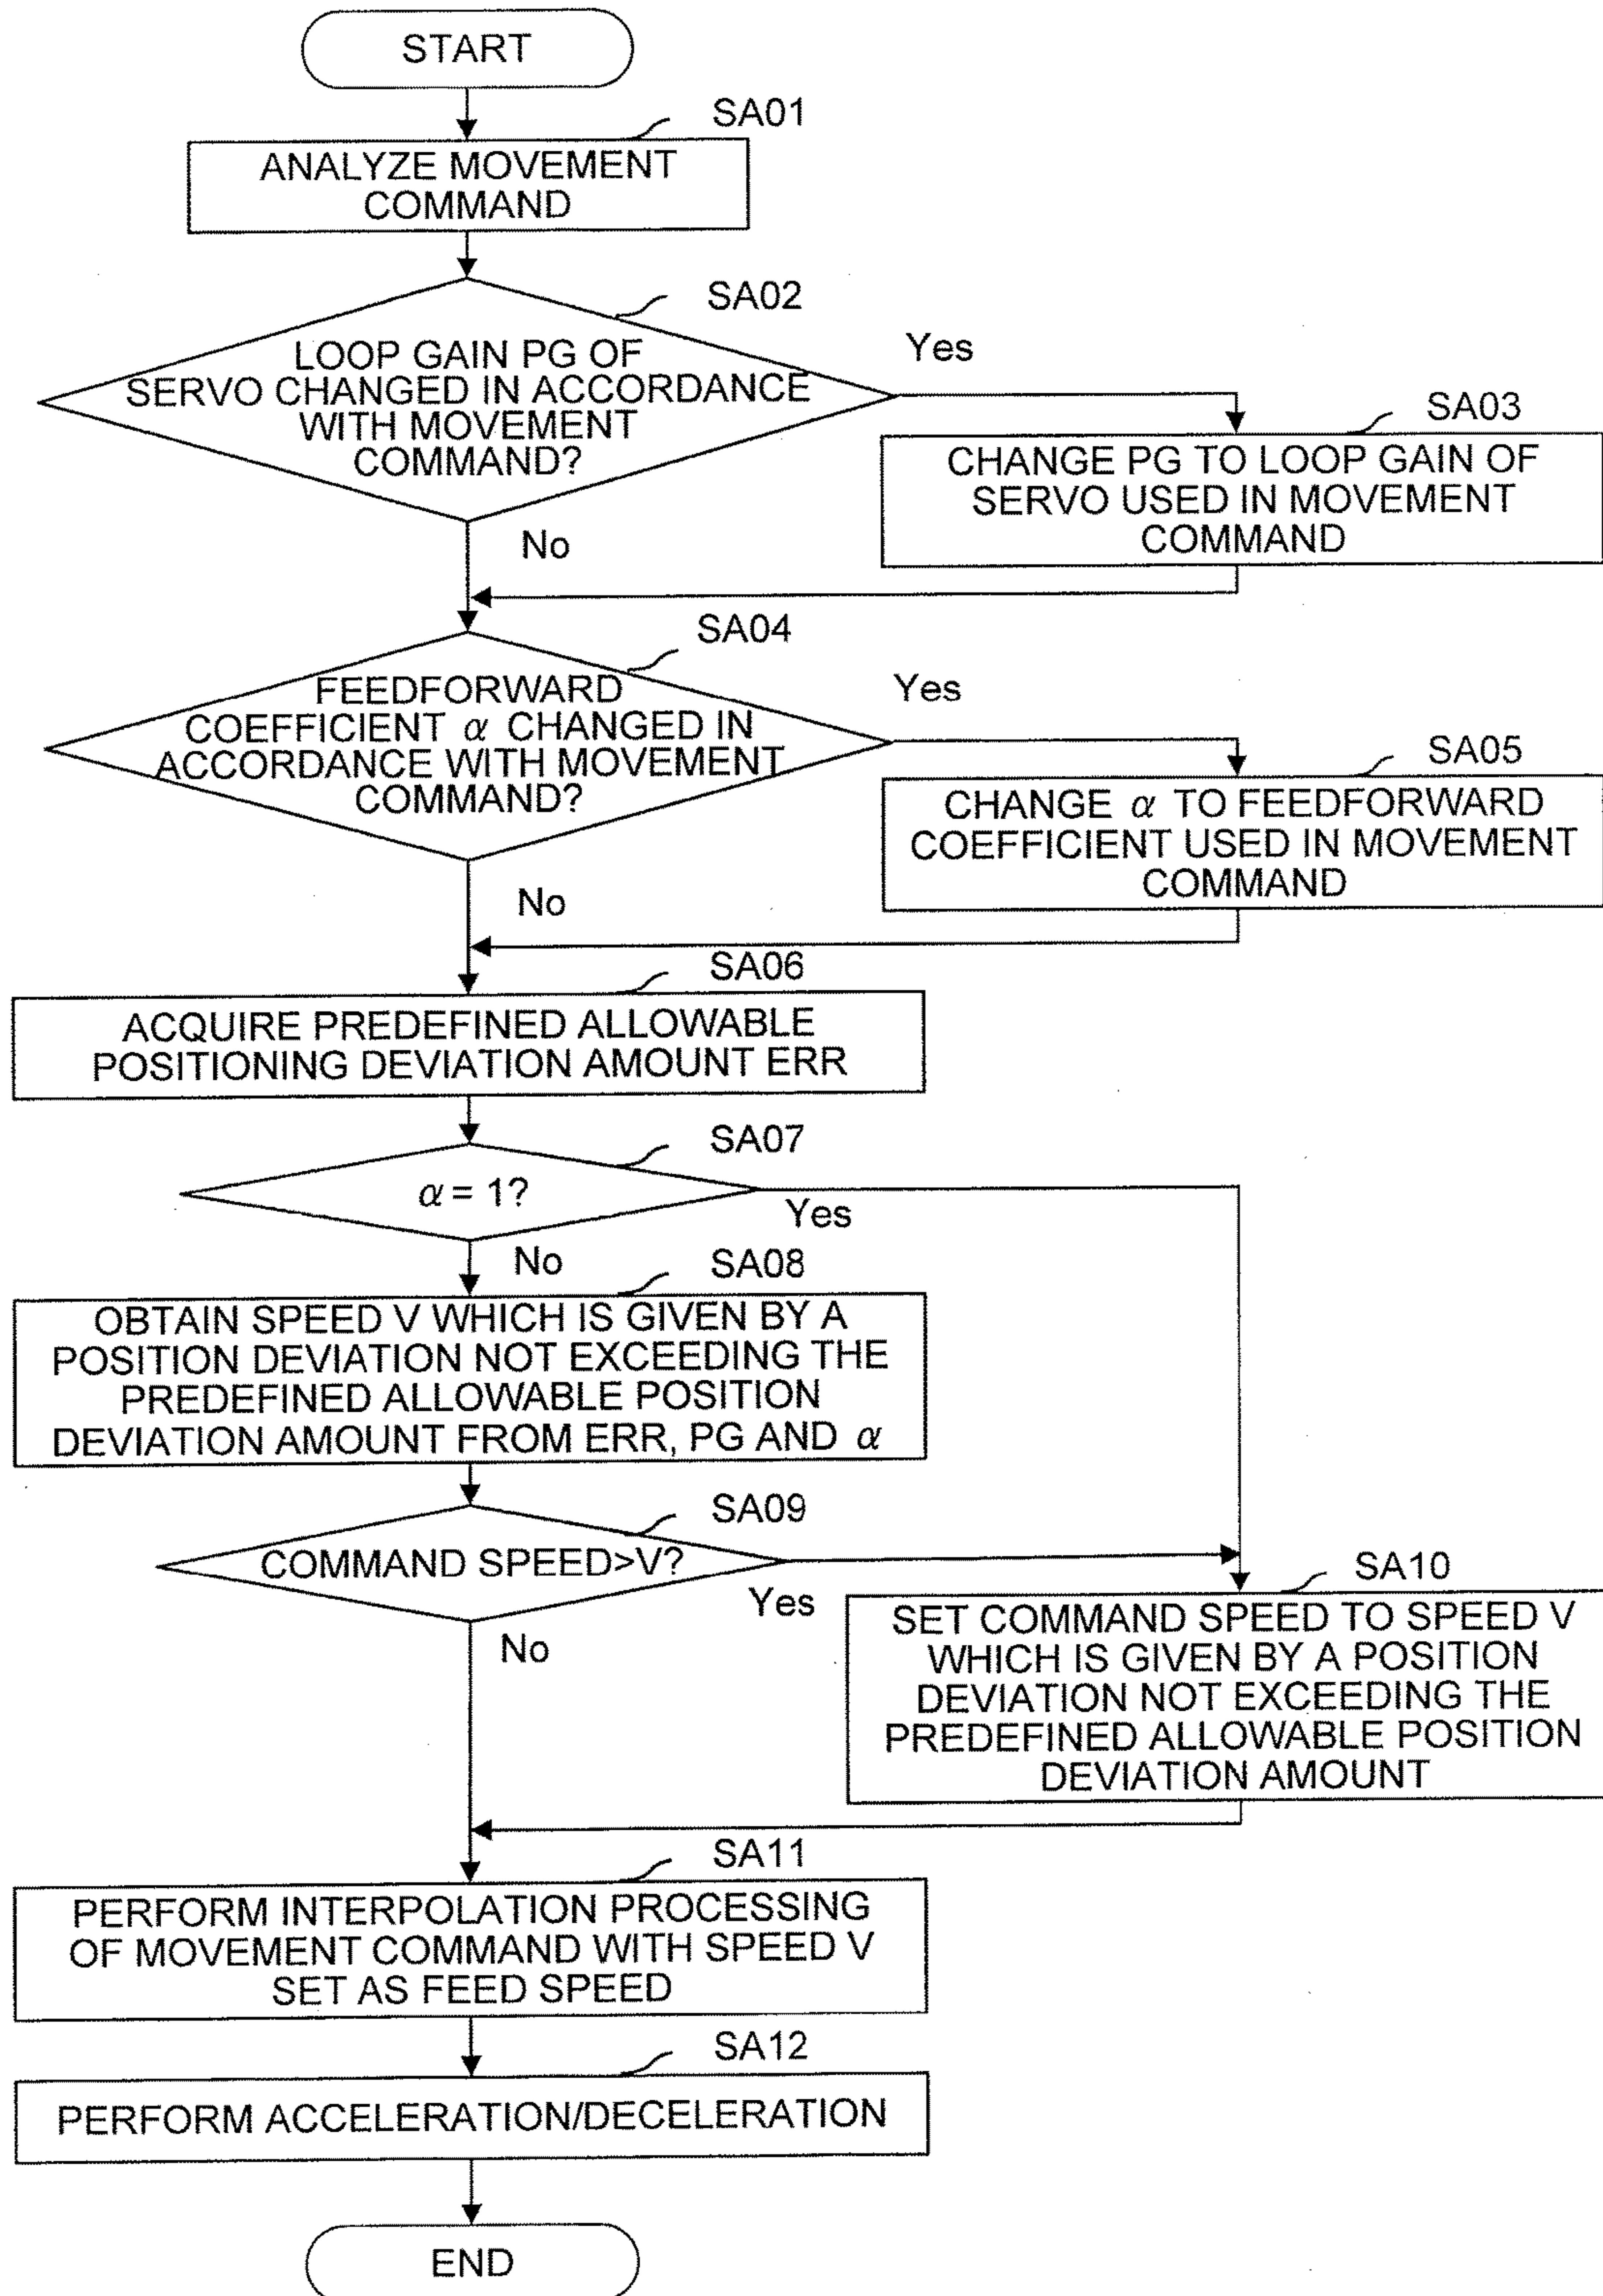 START
SA01
ANALYZE MOVEMENT
COMMAND
SA02
LOOP GAIN PG OF
SERVO CHANGED IN ACCORDANCE
WITH MOVEMENT
COMMAND?
Yes
No
SA03
CHANGE PG TO LOOP GAIN OF
SERVO USED IN MOVEMENT
COMMAND
SA04
FEEDFORWARD
COEFFICIENT α CHANGED IN
ACCORDANCE WITH MOVEMENT
COMMAND?
Yes
No
SA05
CHANGE α TO FEEDFORWARD
COEFFICIENT USED IN MOVEMENT
COMMAND
SA06
ACQUIRE PREDEFINED ALLOWABLE
POSITIONING DEVIATION AMOUNT ERR
SA07
α = 1?
Yes
No
SA08
OBTAIN SPEED V WHICH IS GIVEN BY A
POSITION DEVIATION NOT EXCEEDING THE
PREDEFINED ALLOWABLE POSITION
DEVIATION AMOUNT FROM ERR, PG AND α
SA09
COMMAND SPEED>V?
Yes
No
SA10
SET COMMAND SPEED TO SPEED V
WHICH IS GIVEN BY A POSITION
DEVIATION NOT EXCEEDING THE
PREDEFINED ALLOWABLE POSITION
DEVIATION AMOUNT
SA11
PERFORM INTERPOLATION PROCESSING
OF MOVEMENT COMMAND WITH SPEED V
SET AS FEED SPEED
SA12
PERFORM ACCELERATION/DECELERATION
END